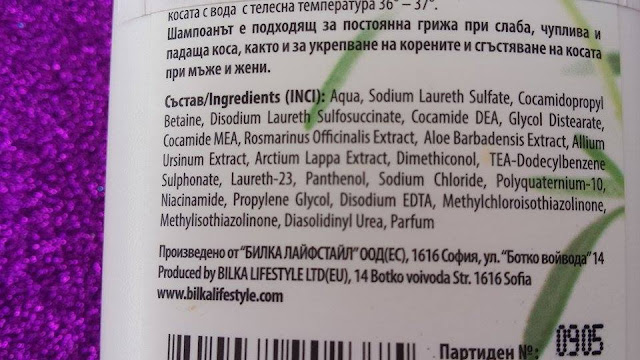 косата с вода с телесна температура 36° – 37°.
Шампоанът е подходящ за постоянна грижа при слаба, чуплива и
падаща коса, както и за укрепване на корените и сгъстяване на косата
при мъже и жени.
Състав/Ingredients (INCI): Aqua, Sodium Laureth Sulfate, Cocamidopropyl
Betaine, Disodium Laureth Sulfosuccinate, Cocamide DEA, Glycol Distearate,
Cocamide MEA, Rosmarinus Officinalis Extract, Aloe Barbadensis Extract, Allium
Ursinum Extract, Arctium Lappa Extract, Dimethiconol, TEA-Dodecylbenzene
Sulphonate, Laureth-23, Panthenol, Sodium Chloride, Polyquaternium-10,
Niacinamide, Propylene Glycol, Disodium EDTA, Methylchloroisothiazolinone,
Methylisothiazolinone, Diasolidinyl Urea, Parfum
Произведено от "БИЛКА ЛАЙФСТАЙЛ" ООД(ЕС), 1616 София, ул. "Ботко войвода" 14
Produced by BILKA LIFESTYLE LTD(EU), 14 Botko voivoda Str. 1616 Sofia
www.bilkalifestyle.com
Партиден №: 0905